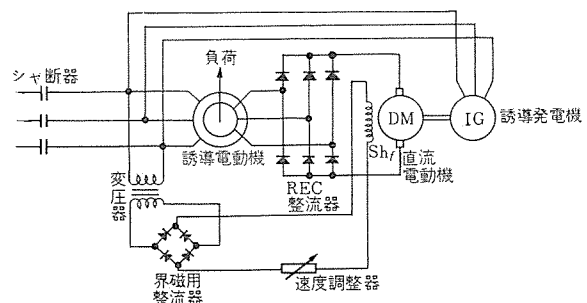 負荷
シャ断器
DM
IG
誘導発電機
誘導電動機
Shf
直流
電動機
REC
整流器
変圧器
界磁用
整流器
速度調整器